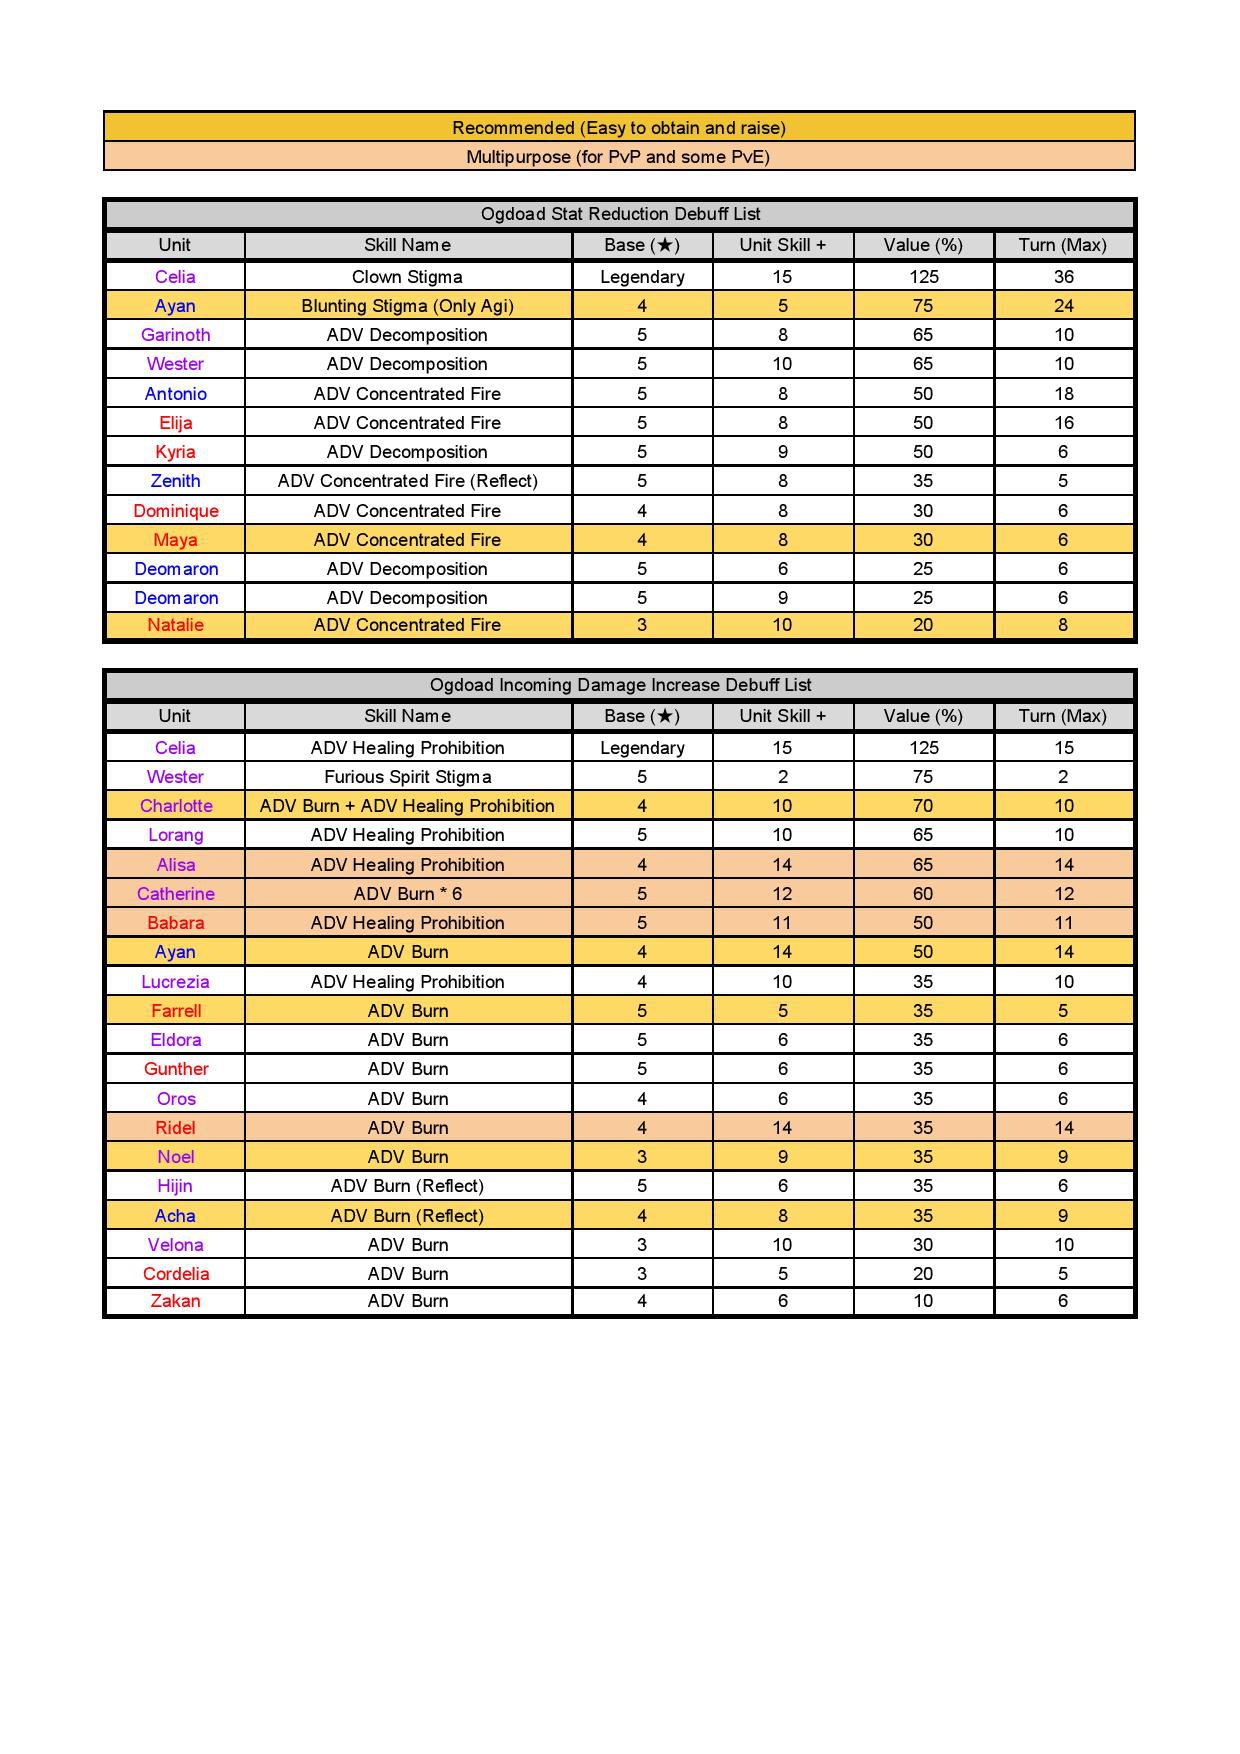 Recommended (Easy to obtain and raise)
Multipurpose (for PvP and some PvE)
Ogdoad Stat Reduction Debuff List
Unit Skill Name Base (★) Unit Skill + Value (%) Turn (Max)
Celia Clown Stigma Legendary 15 125 36
Ayan Blunting Stigma (Only Agi) 4 5 75 24
Garinoth ADV Decomposition 5 8 65 10
Wester ADV Decomposition 5 10 65 10
Antonio ADV Concentrated Fire 5 8 50 18
Elija ADV Concentrated Fire 5 8 50 16
Kyria ADV Decomposition 5 9 50 6
Zenith ADV Concentrated Fire (Reflect) 5 8 35 5
Dominique ADV Concentrated Fire 4 8 30 6
Maya ADV Concentrated Fire 4 8 30 6
Deomaron ADV Decomposition 5 6 25 6
Deomaron ADV Decomposition 5 9 25 6
Natalie ADV Concentrated Fire 3 10 20 8
Ogdoad Incoming Damage Increase Debuff List
Unit Skill Name Base (★) Unit Skill + Value (%) Turn (Max)
Celia ADV Healing Prohibition Legendary 15 125 15
Wester Furious Spirit Stigma 5 2 75 2
Charlotte ADV Burn + ADV Healing Prohibition 4 10 70 10
Lorang ADV Healing Prohibition 5 10 65 10
Alisa ADV Healing Prohibition 4 14 65 14
Catherine ADV Burn * 6 5 12 60 12
Babara ADV Healing Prohibition 5 11 50 11
Ayan ADV Burn 4 14 50 14
Lucrezia ADV Healing Prohibition 4 10 35 10
Farrell ADV Burn 5 5 35 5
Eldora ADV Burn 5 6 35 6
Gunther ADV Burn 5 6 35 6
Oros ADV Burn 4 6 35 6
Ridel ADV Burn 4 14 35 14
Noel ADV Burn 3 9 35 9
Hijin ADV Burn (Reflect) 5 6 35 6
Acha ADV Burn (Reflect) 4 8 35 9
Velona ADV Burn 3 10 30 10
Cordelia ADV Burn 3 5 20 5
Zakan ADV Burn 4 6 10 6